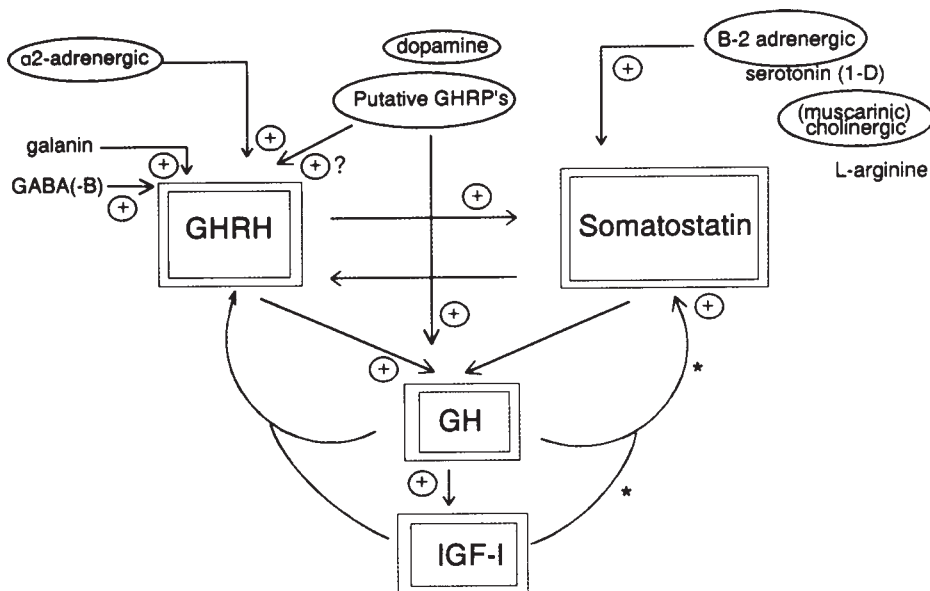 dopamine
B-2 adrenergic
α2-adrenergic
+
serotonin (1-D)
Putative GHRP's
(muscarinic)
cholinergic
+
galanin
+
+ ?
L-arginine
GABA(-B)
+
+
GHRH
Somatostatin
+
+
+
*
GH
+
*
IGF-I